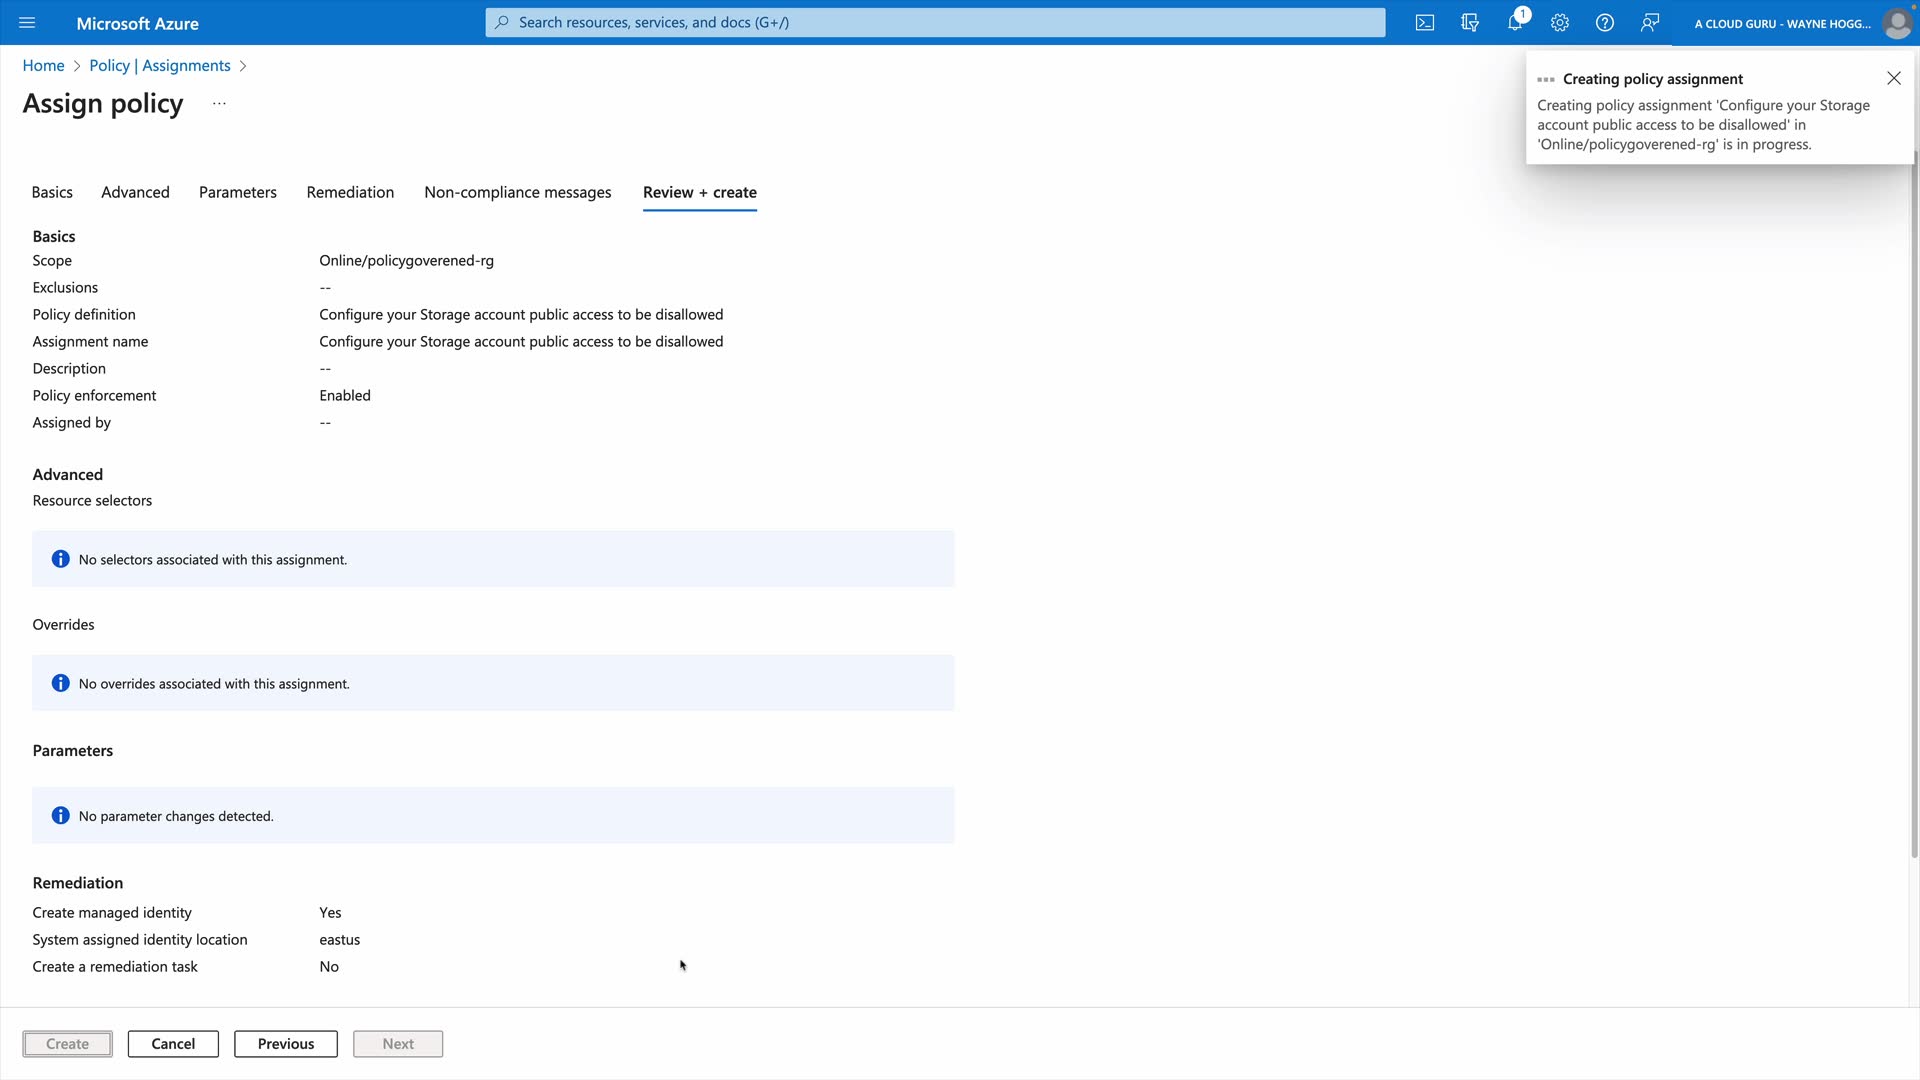 Microsoft Azure
Search resources, services, and docs (G+/)
1
A CLOUD GURU - WAYNE HOGG...
Home > Policy | Assignments >
Assign policy ...
Creating policy assignment
Creating policy assignment 'Configure your Storage
account public access to be disallowed' in
'Online/policygoverened-rg' is in progress.
Basics Advanced Parameters Remediation Non-compliance messages Review + create
Basics
Scope Online/policygoverened-rg
Exclusions --
Policy definition Configure your Storage account public access to be disallowed
Assignment name Configure your Storage account public access to be disallowed
Description --
Policy enforcement Enabled
Assigned by --
Advanced
Resource selectors
No selectors associated with this assignment.
Overrides
No overrides associated with this assignment.
Parameters
No parameter changes detected.
Remediation
Create managed identity Yes
System assigned identity location eastus
Create a remediation task No
Create Cancel Previous Next